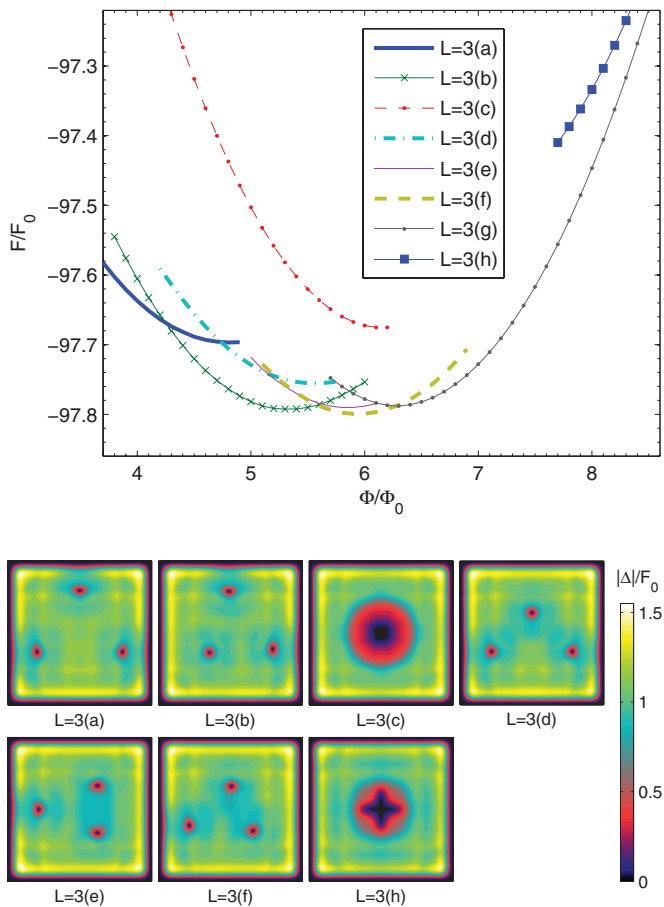 −97.3
−97.4
−97.5
−97.6
−97.7
−97.8
F/F0
4
5
6
7
8
Φ/Φ0
L=3(a)
L=3(b)
L=3(c)
L=3(d)
L=3(e)
L=3(f)
L=3(g)
L=3(h)
|Δ|/F0
1.5
1
0.5
0
L=3(a)
L=3(b)
L=3(c)
L=3(d)
L=3(e)
L=3(f)
L=3(h)